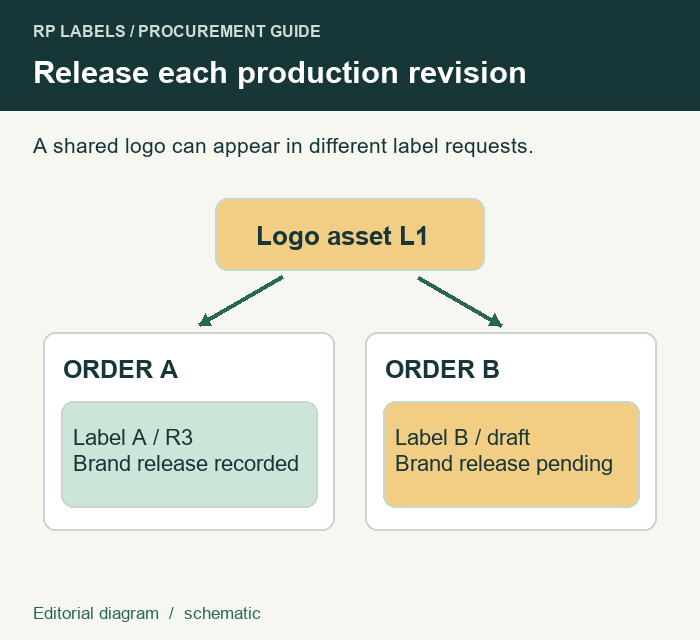 RP LABELS / PROCUREMENT GUIDE
Release each production revision
A shared logo can appear in different label requests.
Logo asset L1
ORDER A
Label A / R3
Brand release recorded
ORDER B
Label B / draft
Brand release pending
Editorial diagram / schematic